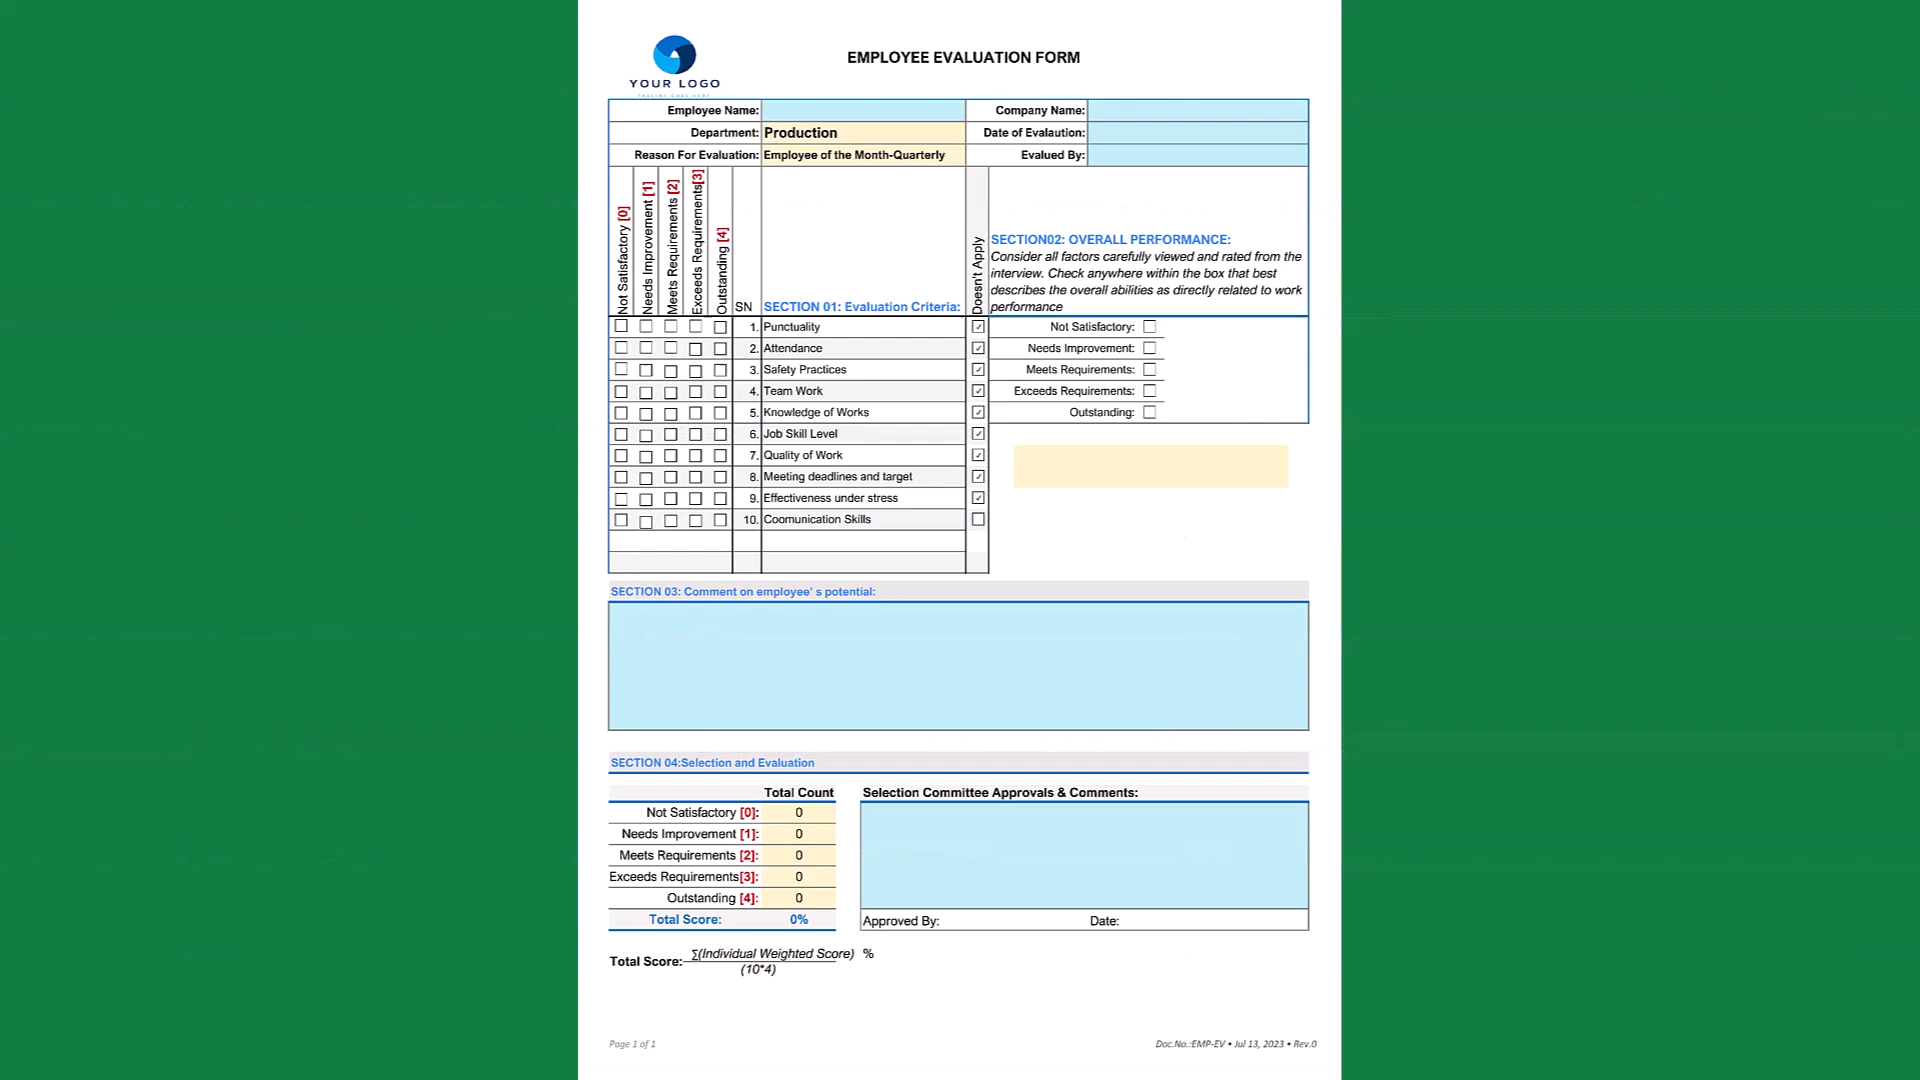 YOUR LOGO
TAGLINE GOES HERE
EMPLOYEE EVALUATION FORM
Employee Name:
Company Name:
Department: Production
Date of Evalaution:
Reason For Evaluation: Employee of the Month-Quarterly
Evalued By:
Not Satisfactory [0]
Needs Improvement [1]
Meets Requirements [2]
Exceeds Requirements[3]
Outstanding [4]
SN
SECTION 01: Evaluation Criteria:
Doesn't Apply
SECTION02: OVERALL PERFORMANCE:
Consider all factors carefully viewed and rated from the
interview. Check anywhere within the box that best
describes the overall abilities as directly related to work
performance
1. Punctuality
Not Satisfactory:
2. Attendance
Needs Improvement:
3. Safety Practices
Meets Requirements:
4. Team Work
Exceeds Requirements:
5. Knowledge of Works
Outstanding:
6. Job Skill Level
7. Quality of Work
8. Meeting deadlines and target
9. Effectiveness under stress
10. Coomunication Skills
SECTION 03: Comment on employee' s potential:
SECTION 04:Selection and Evaluation
Total Count
Not Satisfactory [0]: 0
Needs Improvement [1]: 0
Meets Requirements [2]: 0
Exceeds Requirements[3]: 0
Outstanding [4]: 0
Total Score: 0%
Selection Committee Approvals & Comments:
Approved By:
Date:
Total Score: ∑(Individual Weighted Score) %
(10*4)
Page 1 of 1
Doc.No.:EMP-EV • Jul 13, 2023 • Rev.0